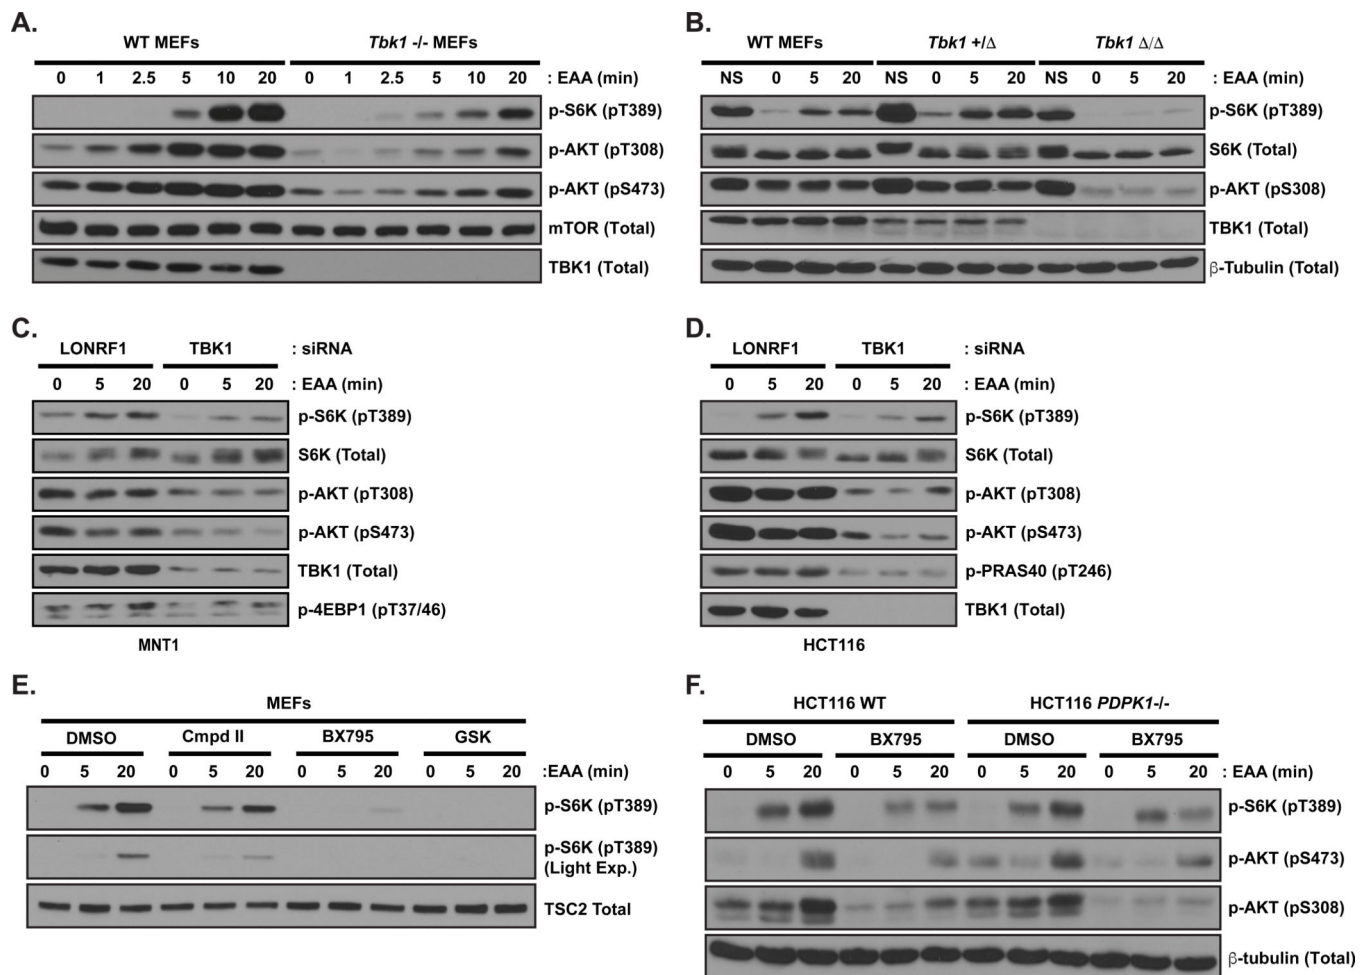 A.
WT MEFs Tbk1 -/- MEFs
0 1 2.5 5 10 20 0 1 2.5 5 10 20 : EAA (min)
p-S6K (pT389)
p-AKT (pT308)
p-AKT (pS473)
mTOR (Total)
TBK1 (Total)
B.
WT MEFs Tbk1 +/Δ Tbk1 Δ/Δ
NS 0 5 20 NS 0 5 20 NS 0 5 20 : EAA (min)
p-S6K (pT389)
S6K (Total)
p-AKT (pS308)
TBK1 (Total)
β-Tubulin (Total)
C.
LONRF1 TBK1 : siRNA
0 5 20 0 5 20 : EAA (min)
p-S6K (pT389)
S6K (Total)
p-AKT (pT308)
p-AKT (pS473)
TBK1 (Total)
p-4EBP1 (pT37/46)
MNT1
D.
LONRF1 TBK1 : siRNA
0 5 20 0 5 20 : EAA (min)
p-S6K (pT389)
S6K (Total)
p-AKT (pT308)
p-AKT (pS473)
p-PRAS40 (pT246)
TBK1 (Total)
HCT116
E.
MEFs
DMSO Cmpd II BX795 GSK
0 5 20 0 5 20 0 5 20 0 5 20 :EAA (min)
p-S6K (pT389)
p-S6K (pT389)
(Light Exp.)
TSC2 Total
F.
HCT116 WT HCT116 PDPK1-/-
DMSO BX795 DMSO BX795
0 5 20 0 5 20 0 5 20 0 5 20 : EAA (min)
p-S6K (pT389)
p-AKT (pS473)
p-AKT (pS308)
β-tubulin (Total)